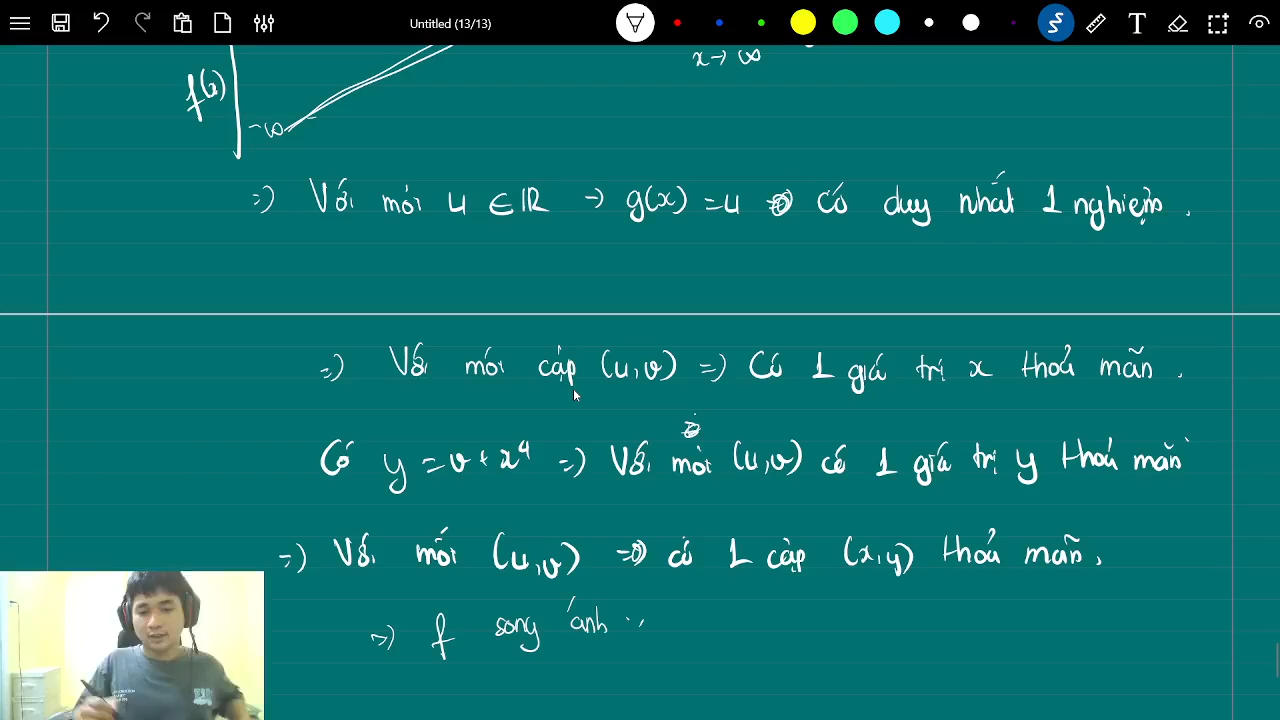 Untitled (13/13)
f(x)
-∞
x → ∞
=) Với mỗi u ∈ ℝ → g(x) = u có duy nhất 1 nghiệm.
=) Với mỗi cặp (u,v) =) Có 1 giá trị x thoả mãn.
Có y = v + x⁴ =) Với mỗi (u,v) có 1 giá trị y thoả mãn
=) Với mỗi (u,v) => có 1 cặp (x,y) thoả mãn.
=) f song ánh